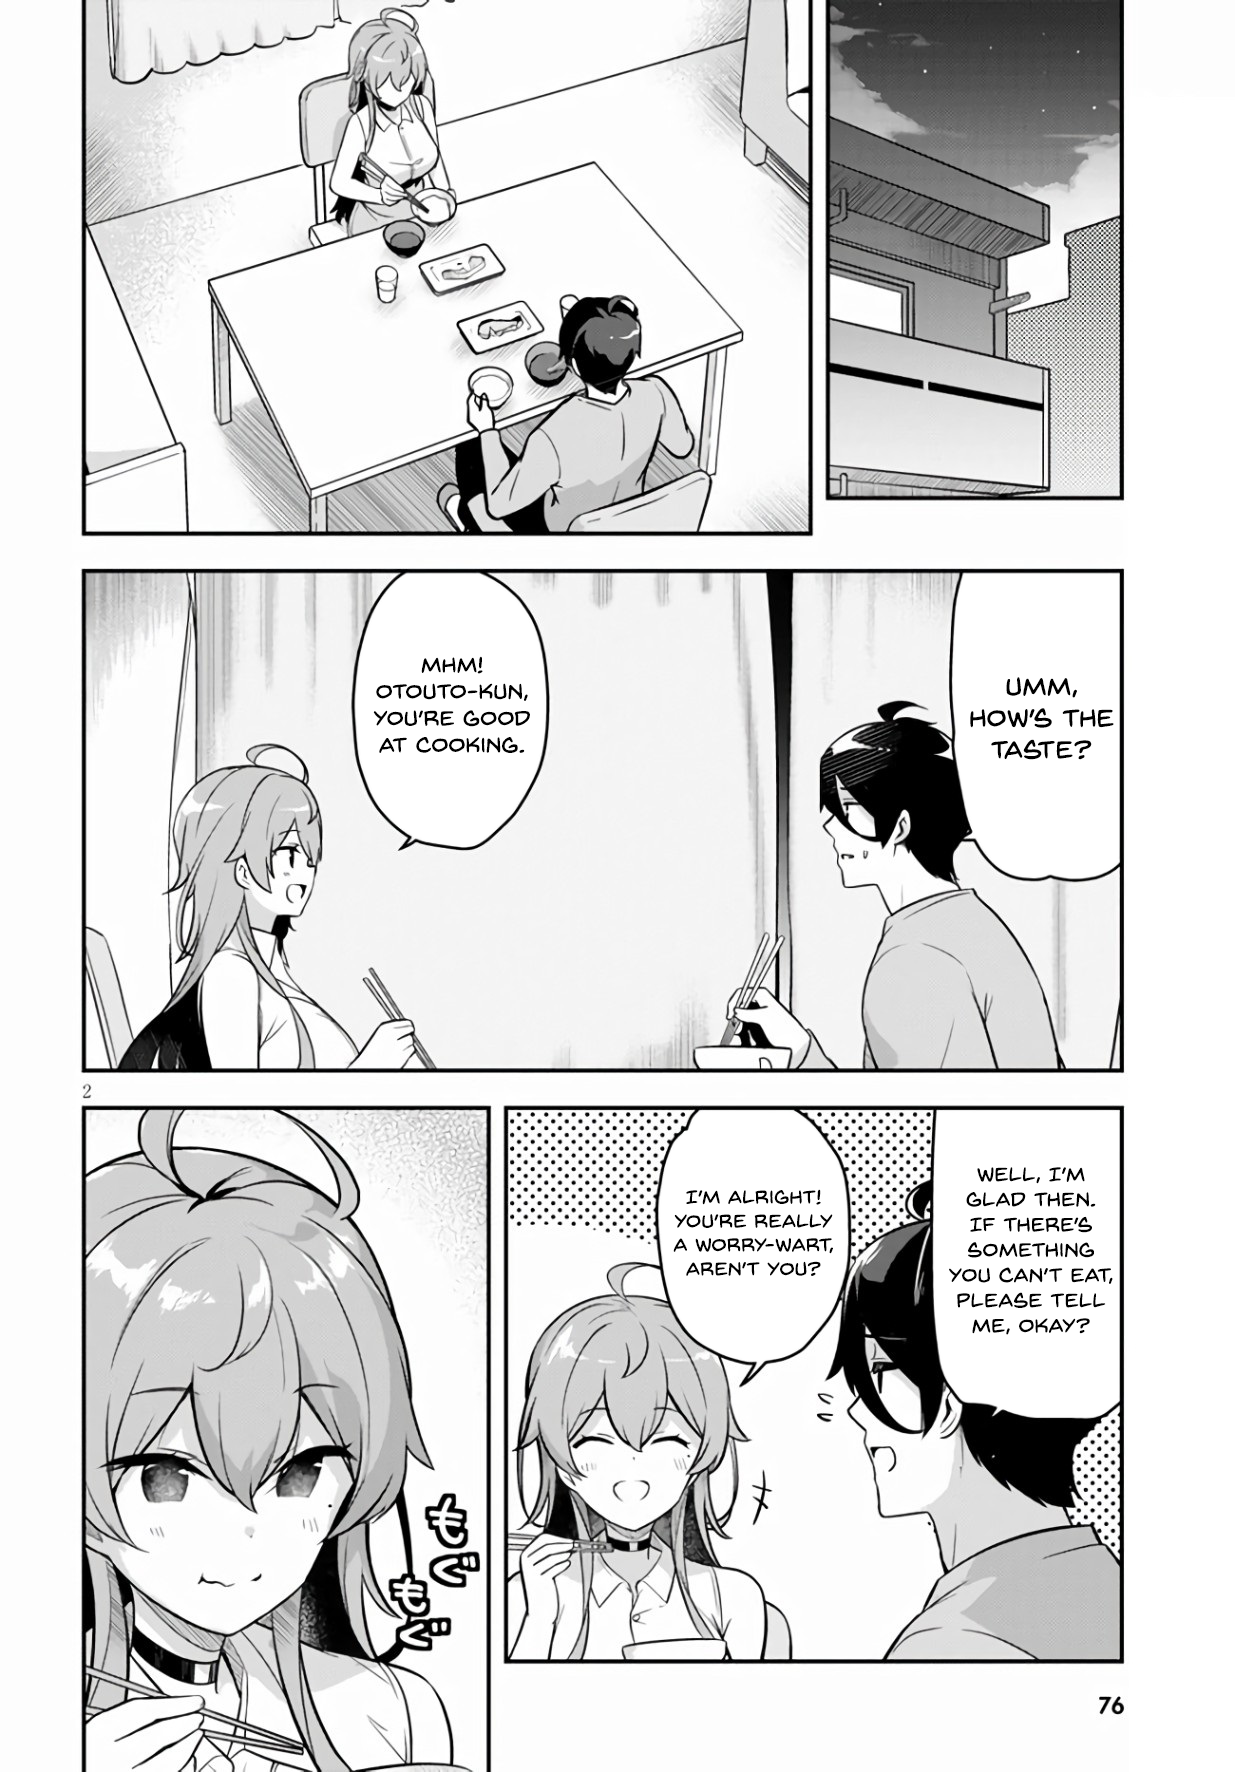 UMM,
HOW'S THE
TASTE?
MHM!
OTOUTO-KUN,
YOU'RE GOOD
AT COOKING.
2
WELL, I'M
GLAD THEN.
IF THERE'S
SOMETHING
YOU CAN'T EAT,
PLEASE TELL
ME, OKAY?
I'M ALRIGHT!
YOU'RE REALLY
A WORRY-WART,
AREN'T YOU?
もぐ
もぐ
76